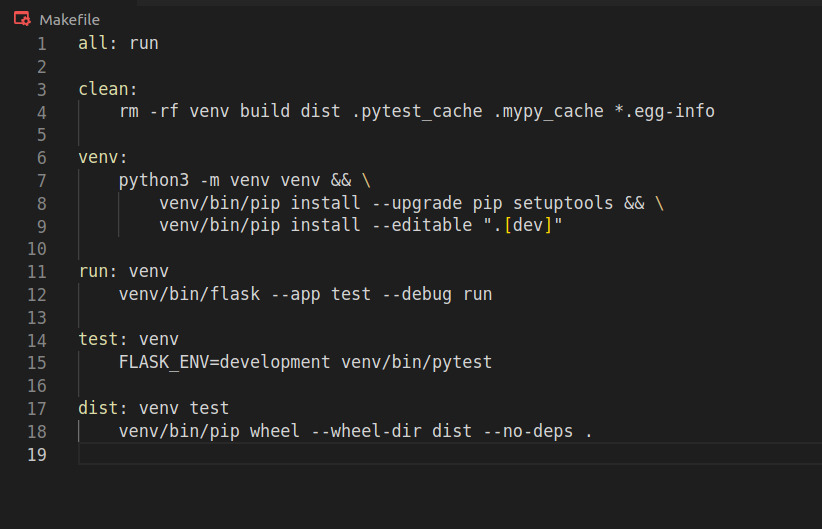 Makefile
1 all: run
2
3 clean:
4     rm -rf venv build dist .pytest_cache .mypy_cache *.egg-info
5
6 venv:
7     python3 -m venv venv && \
8         venv/bin/pip install --upgrade pip setuptools && \
9         venv/bin/pip install --editable ".[dev]"
10
11 run: venv
12     venv/bin/flask --app test --debug run
13
14 test: venv
15     FLASK_ENV=development venv/bin/pytest
16
17 dist: venv test
18     venv/bin/pip wheel --wheel-dir dist --no-deps .
19